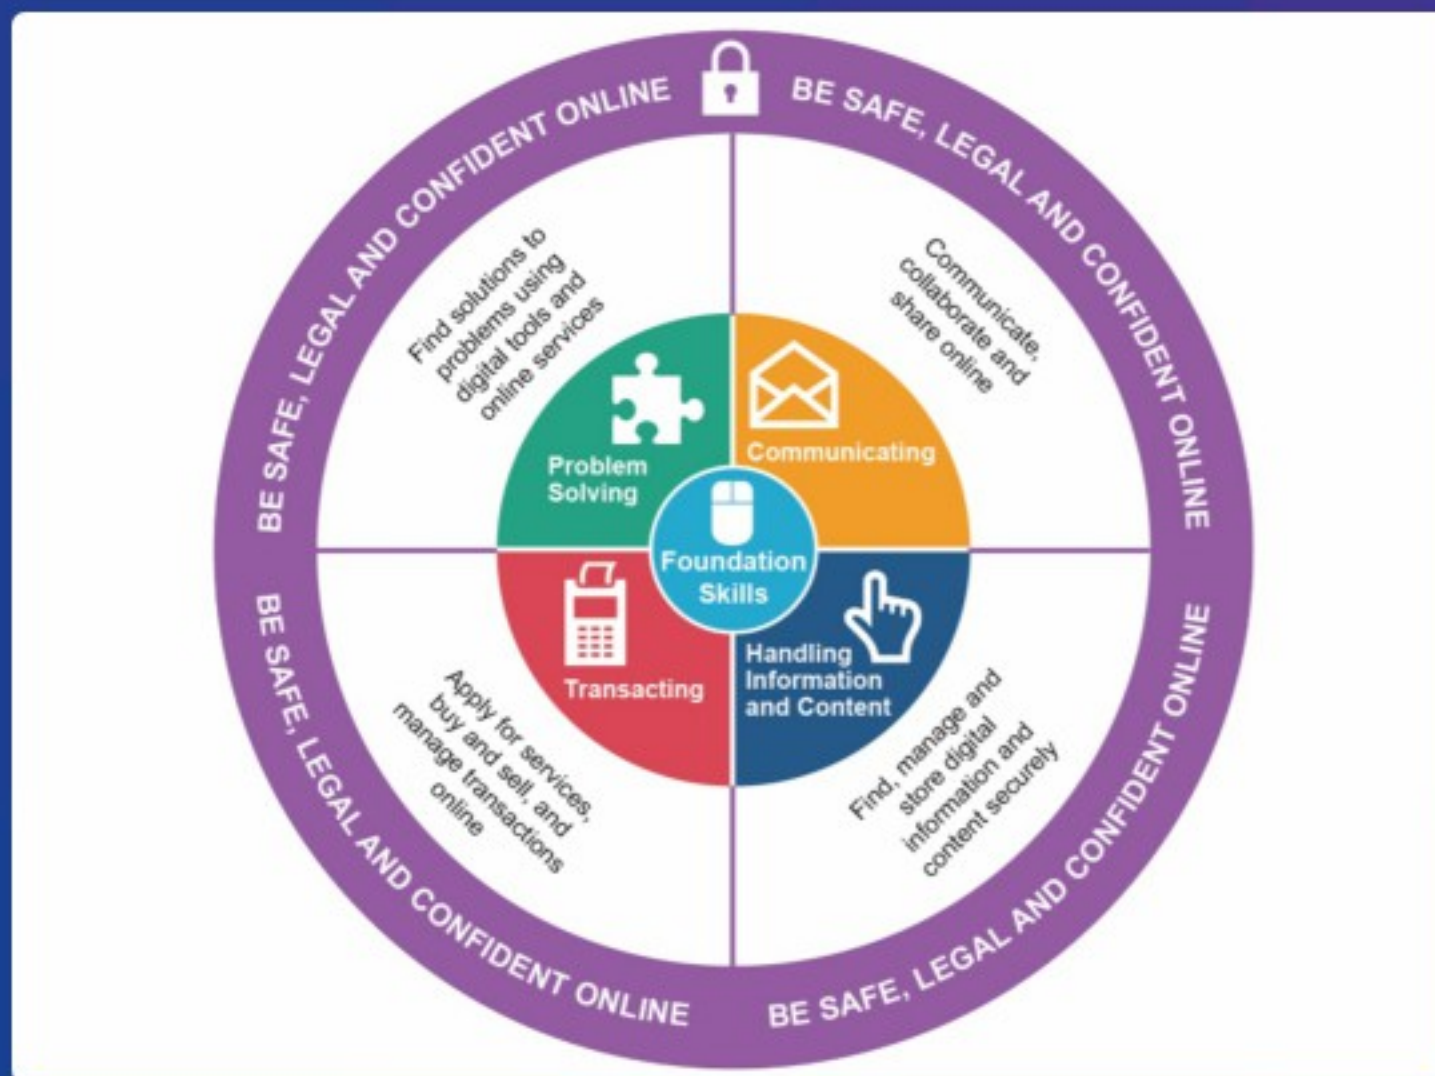 BE SAFE, LEGAL AND CONFIDENT ONLINE
BE SAFE, LEGAL AND CONFIDENT ONLINE
Find solutions to
problems using
digital tools and
online services
Communicate,
collaborate and
share online
Problem
Solving
Communicating
Foundation
Skills
Transacting
Handling
Information
and Content
Apply for services,
buy and sell, and
manage transactions
online
Find, manage and
store digital
information and
content securely
BE SAFE, LEGAL AND CONFIDENT ONLINE
BE SAFE, LEGAL AND CONFIDENT ONLINE